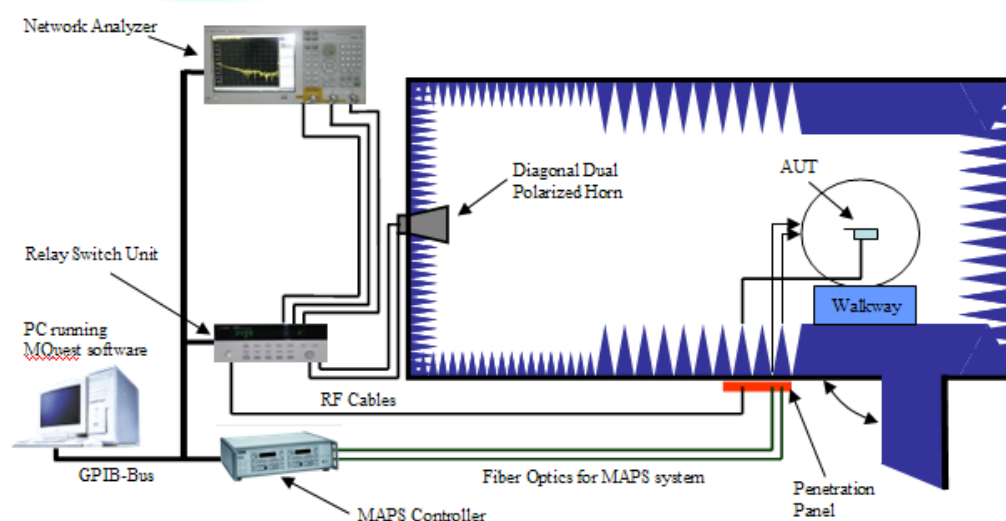 Network Analyzer
Diagonal Dual
Polarized Horn
AUT
Relay Switch Unit
Walkway
PC running
MQuest software
RF Cables
GPIB-Bus
Fiber Optics for MAPS system
Penetration
Panel
MAPS Controller